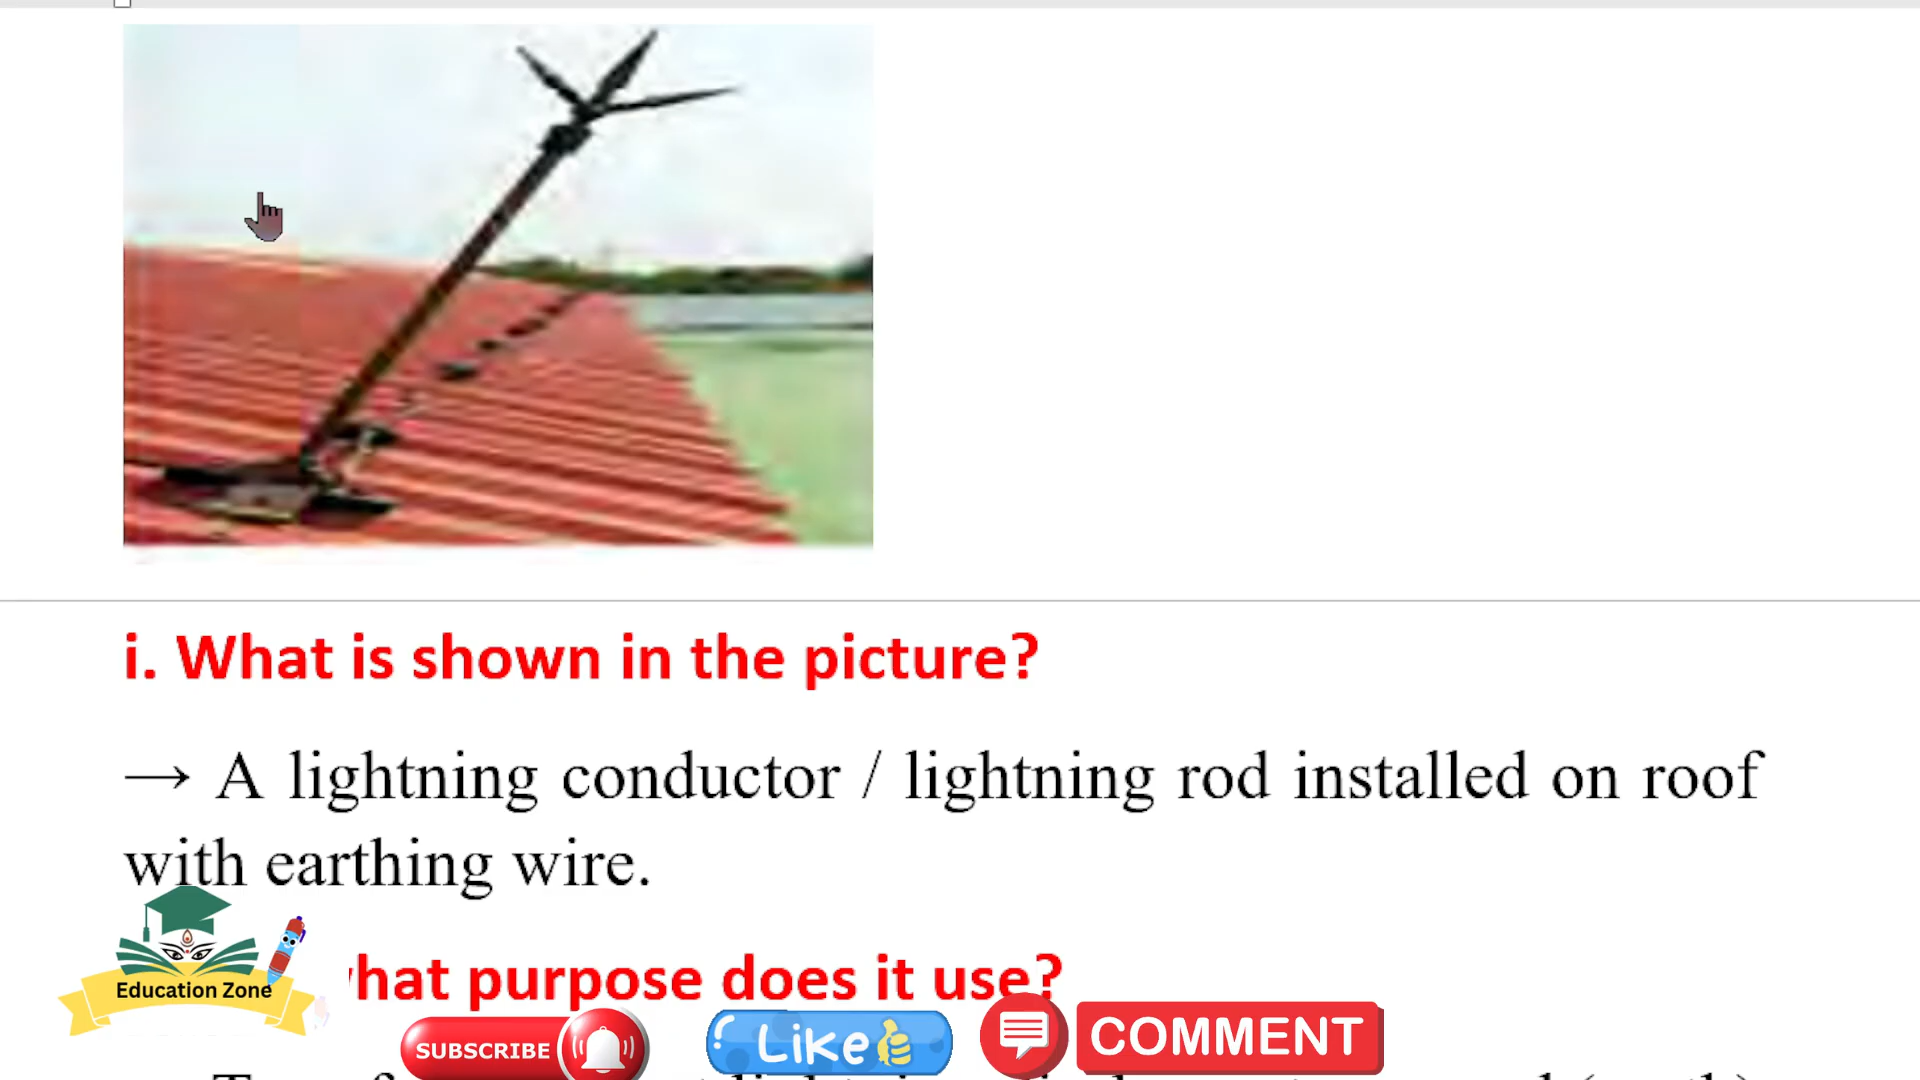 i. What is shown in the picture?
→ A lightning conductor / lightning rod installed on roof
with earthing wire.
hat purpose does it use?
Education Zone
SUBSCRIBE
Like
COMMENT